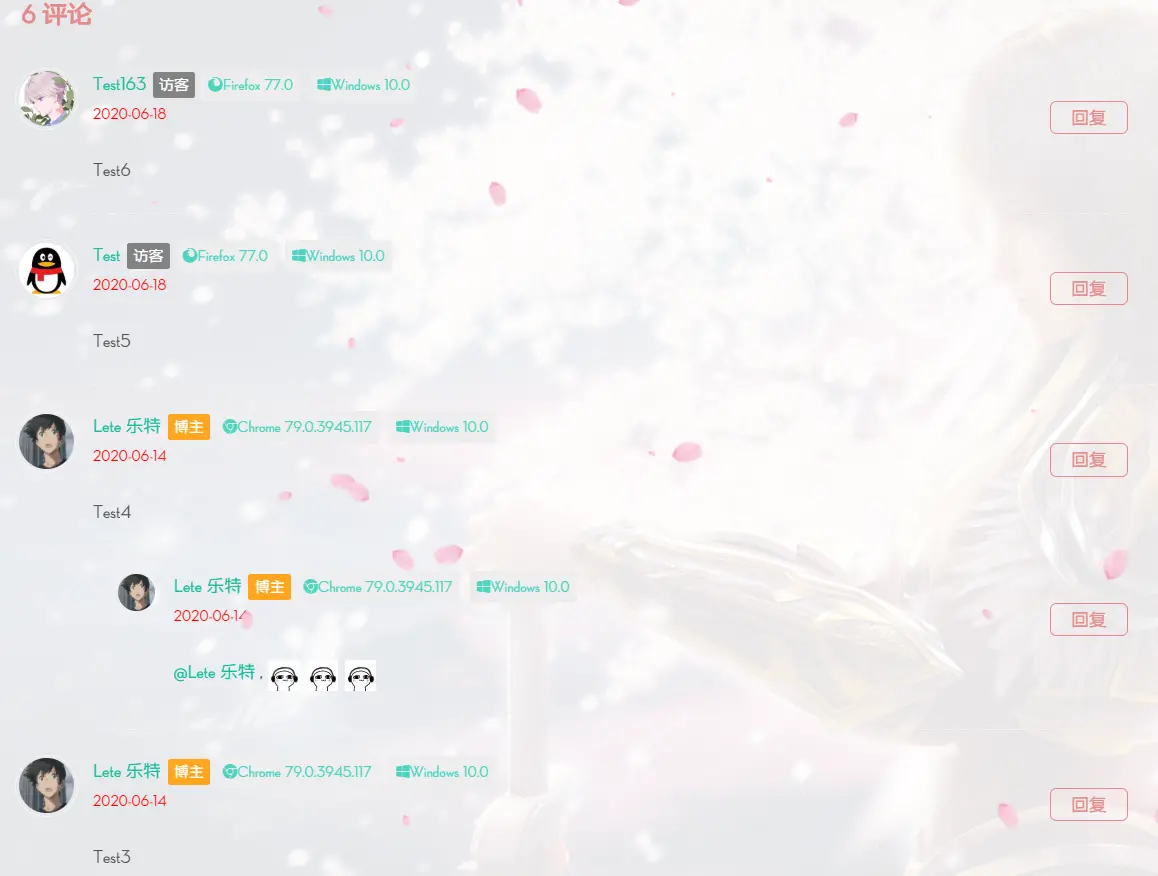 6 评论
Test163 访客 Firefox 77.0 Windows 10.0
2020-06-18
回复
Test6
Test 访客 Firefox 77.0 Windows 10.0
2020-06-18
回复
Test5
Lete 乐特 博主 Chrome 79.0.3945.117 Windows 10.0
2020-06-14
回复
Test4
Lete 乐特 博主 Chrome 79.0.3945.117 Windows 10.0
2020-06-14
回复
@Lete 乐特 ,
Lete 乐特 博主 Chrome 79.0.3945.117 Windows 10.0
2020-06-14
回复
Test3